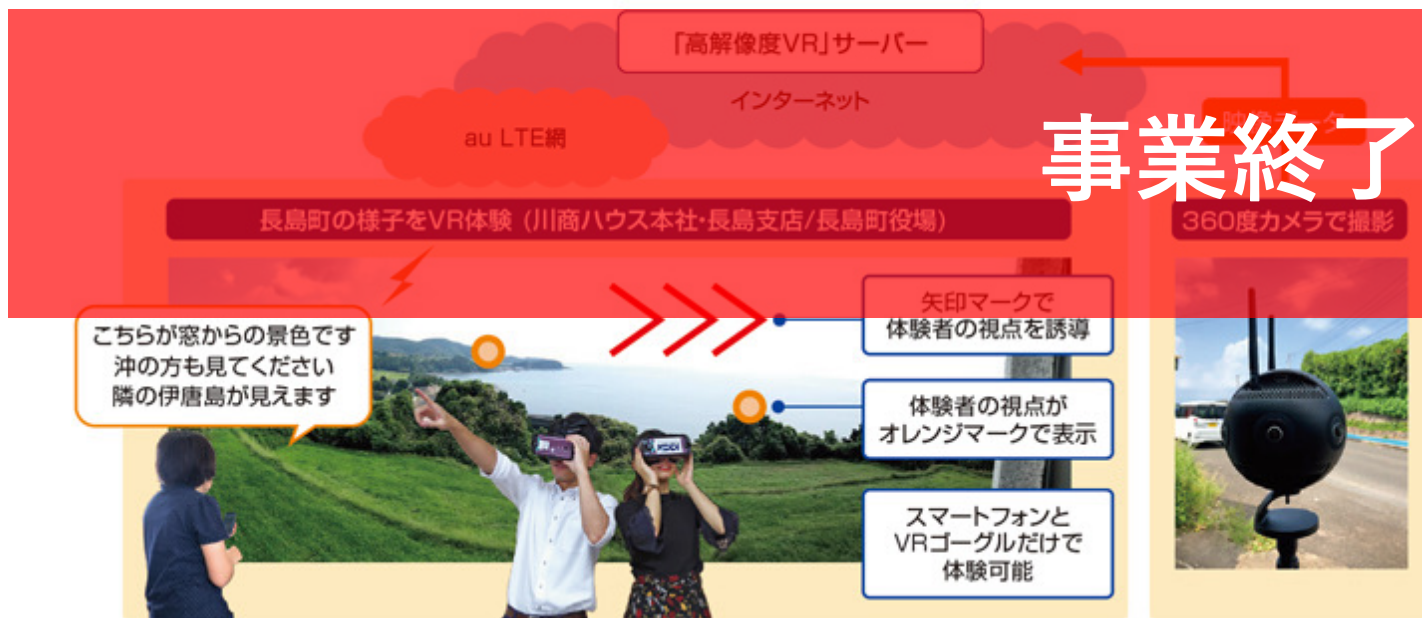 「高解像度VR」サーバー
インターネット
au LTE網
映像データ
事業終了
長島町の様子をVR体験 (川商ハウス本社・長島支店/長島町役場)
360度カメラで撮影
こちらが窓からの景色です
沖の方も見てください
隣の伊唐島が見えます
矢印マークで
体験者の視点を誘導
体験者の視点が
オレンジマークで表示
スマートフォンと
VRゴーグルだけで
体験可能